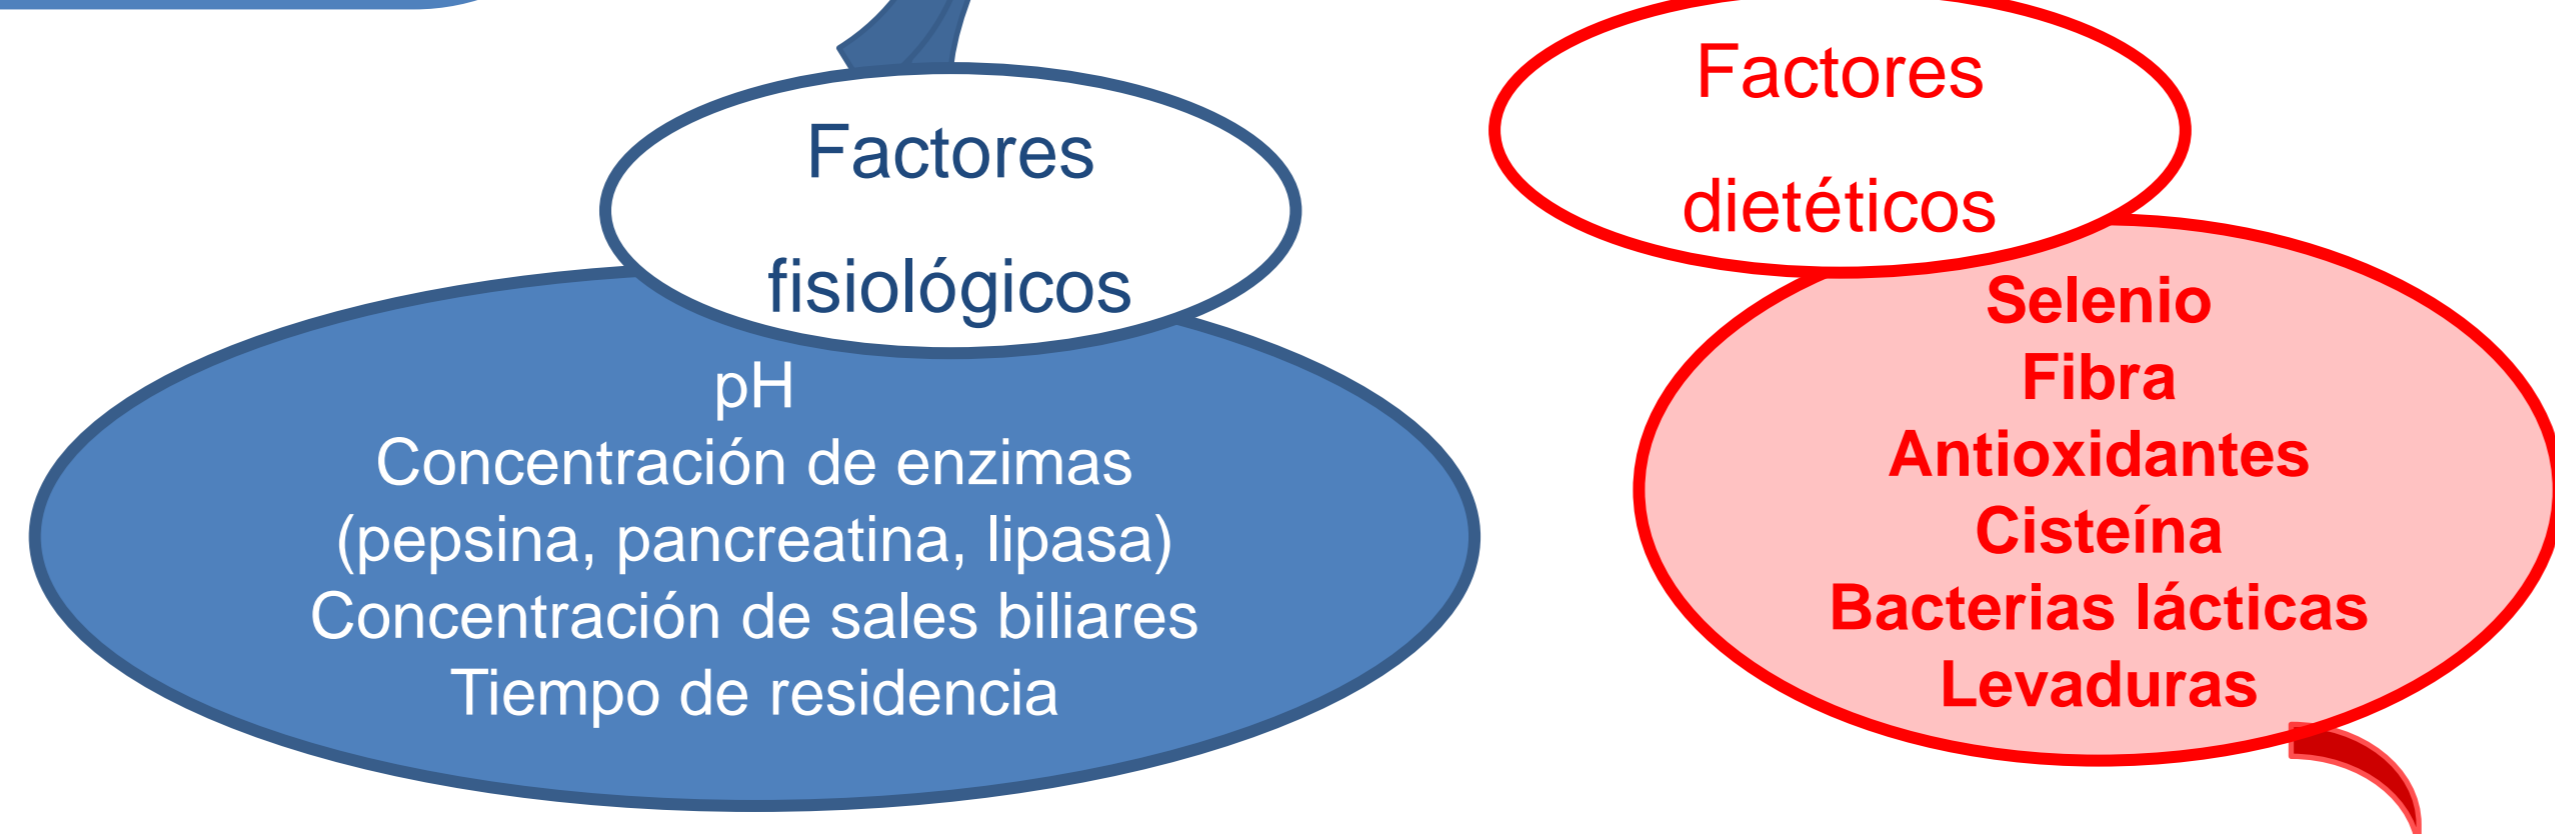 Factores
fisiológicos
pH
Concentración de enzimas
(pepsina, pancreatina, lipasa)
Concentración de sales biliares
Tiempo de residencia
Factores
dietéticos
Selenio
Fibra
Antioxidantes
Cisteína
Bacterias lácticas
Levaduras